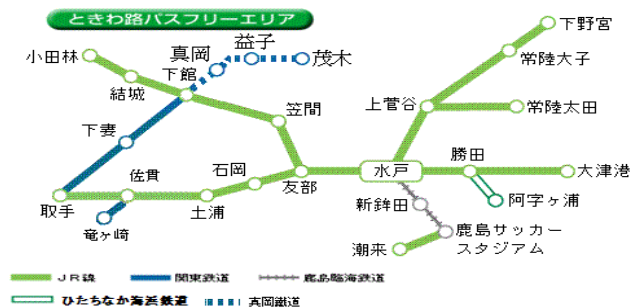 ときわ路パスフリーエリア
下野宮
益子
真岡
茂木
小田林
常陸大子
下館
結城
笠間
上菅谷
常陸太田
下妻
石岡
佐貫
水戸
勝田
大津港
友部
取手
土浦
新鉾田
阿字ヶ浦
竜ヶ崎
鹿島サッカー
スタジアム
潮来
JR線
関東鉄道
鹿島臨海鉄道
ひたちなか海浜鉄道
真岡鐵道